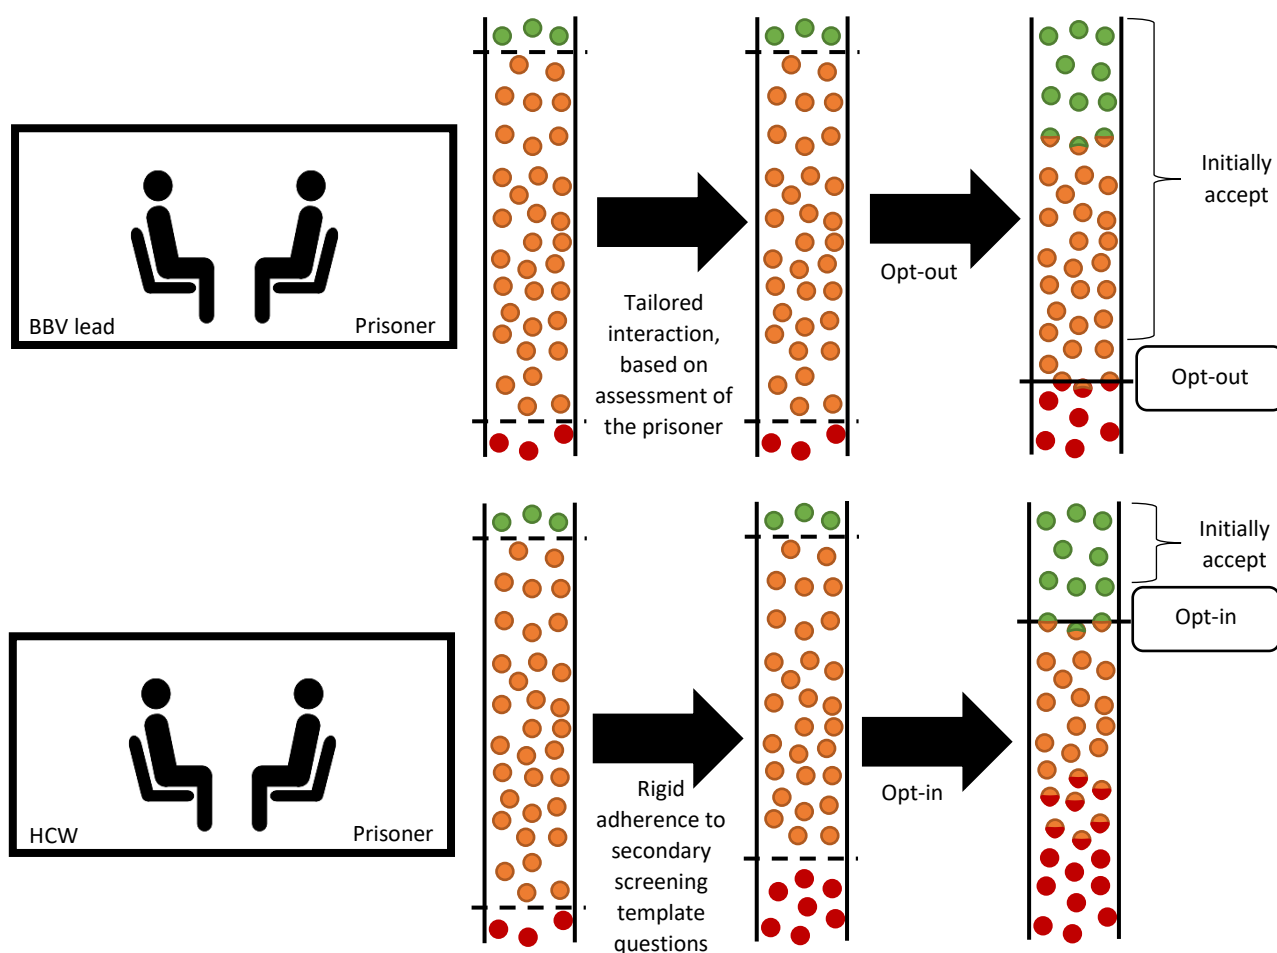 Initially
accept
BBV lead
Prisoner
Tailored
interaction,
based on
assessment of
the prisoner
Opt-out
Opt-out
Initially
accept
Opt-in
HCW
Prisoner
Rigid
adherence to
secondary
screening
template
questions
Opt-in